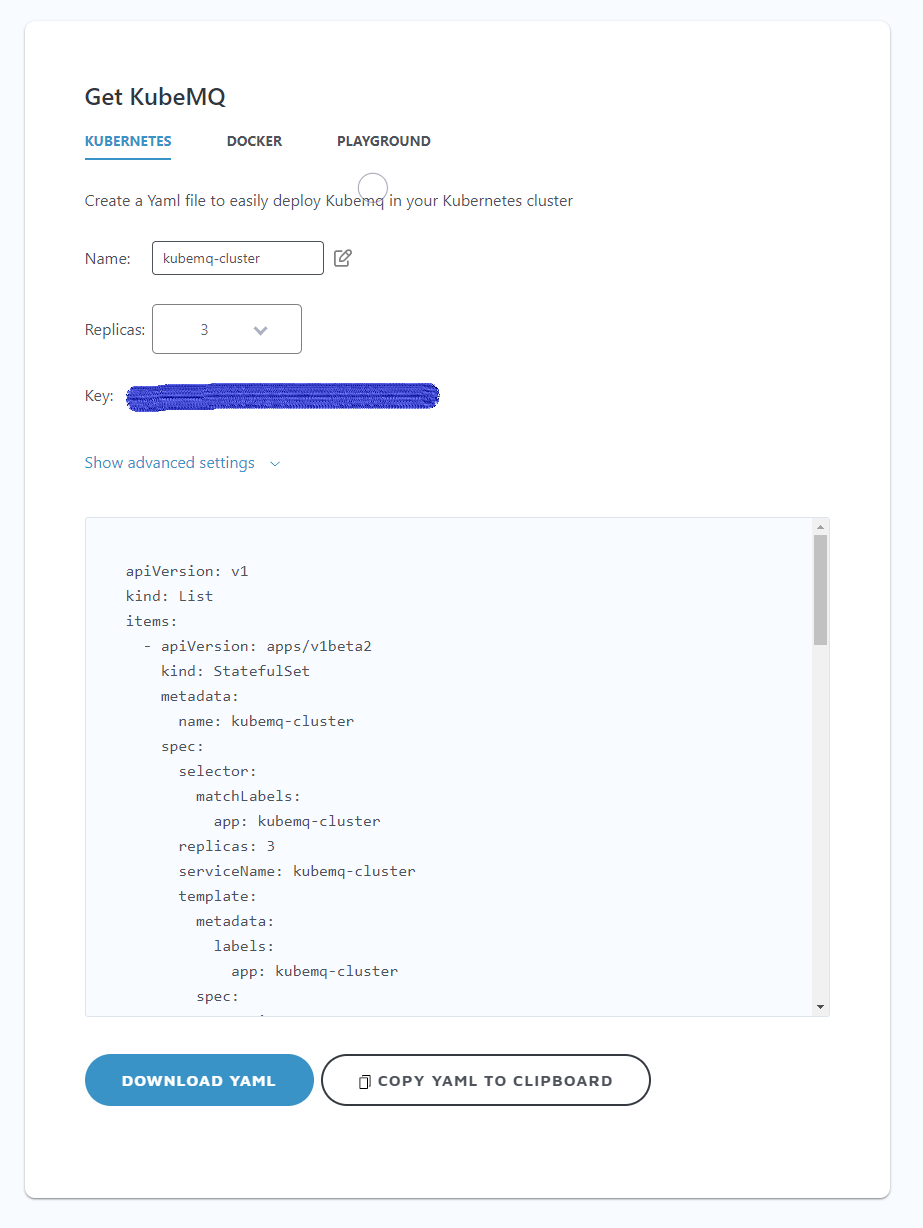 Get KubeMQ
KUBERNETES DOCKER PLAYGROUND
Create a Yaml file to easily deploy Kubemq in your Kubernetes cluster
Name: kubemq-cluster
Replicas: 3
Key:
Show advanced settings
apiVersion: v1
kind: List
items:
  - apiVersion: apps/v1beta2
    kind: StatefulSet
    metadata:
      name: kubemq-cluster
    spec:
      selector:
        matchLabels:
          app: kubemq-cluster
      replicas: 3
      serviceName: kubemq-cluster
      template:
        metadata:
          labels:
            app: kubemq-cluster
        spec:
DOWNLOAD YAML COPY YAML TO CLIPBOARD